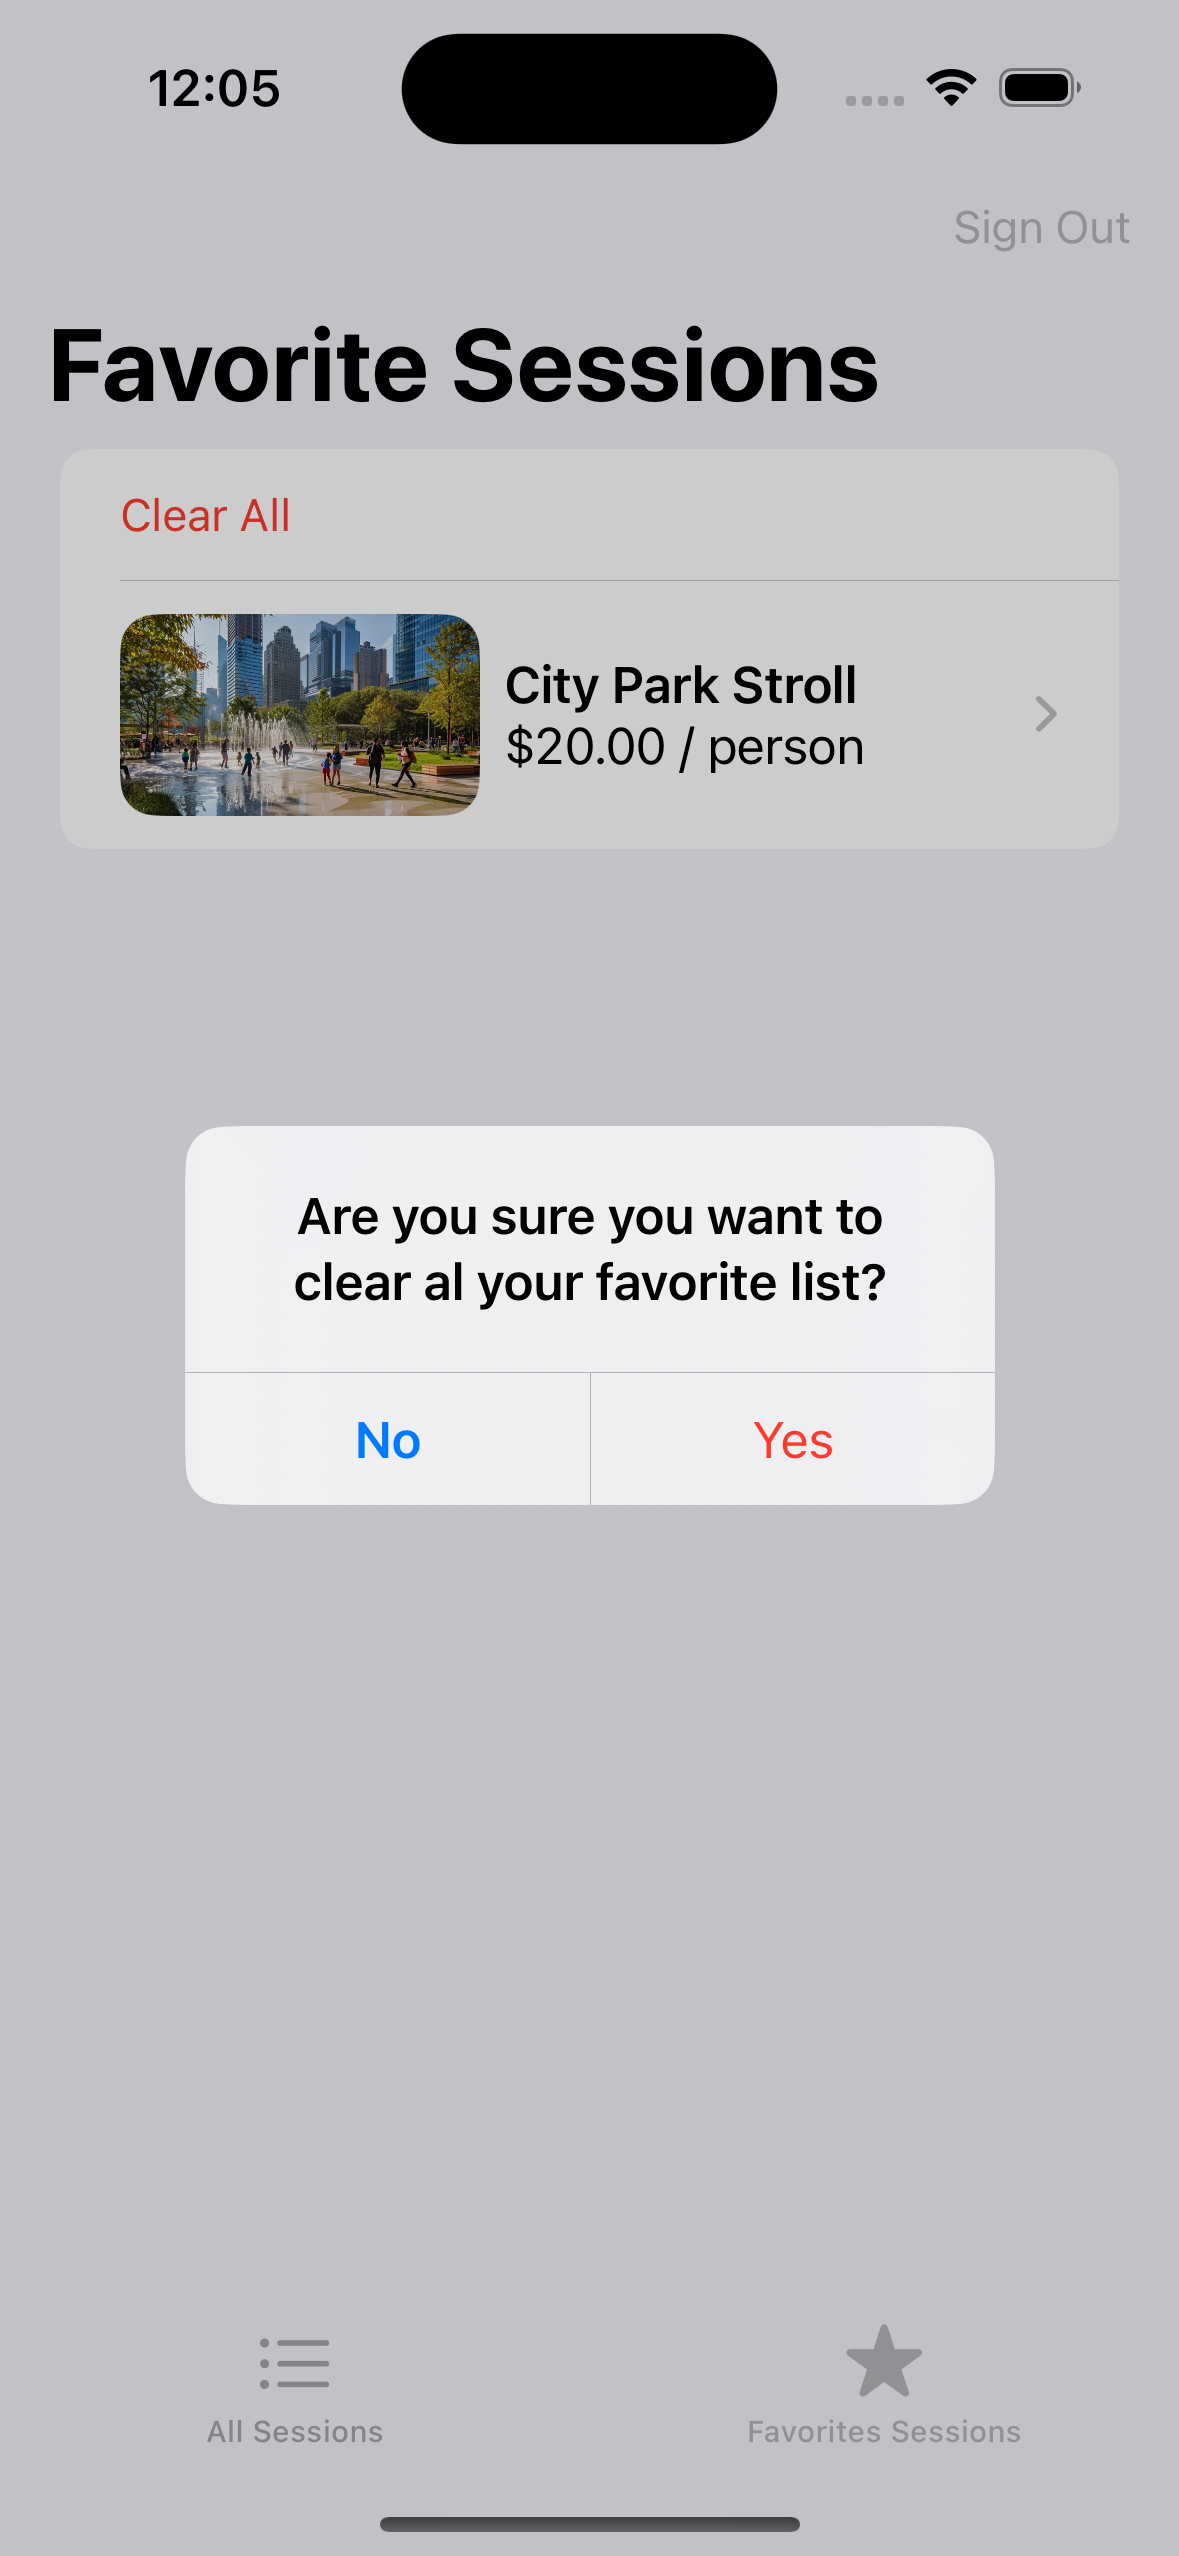 12:05
Sign Out
Favorite Sessions
Clear All
City Park Stroll
$20.00 / person
Are you sure you want to
clear al your favorite list?
No
Yes
All Sessions
Favorites Sessions